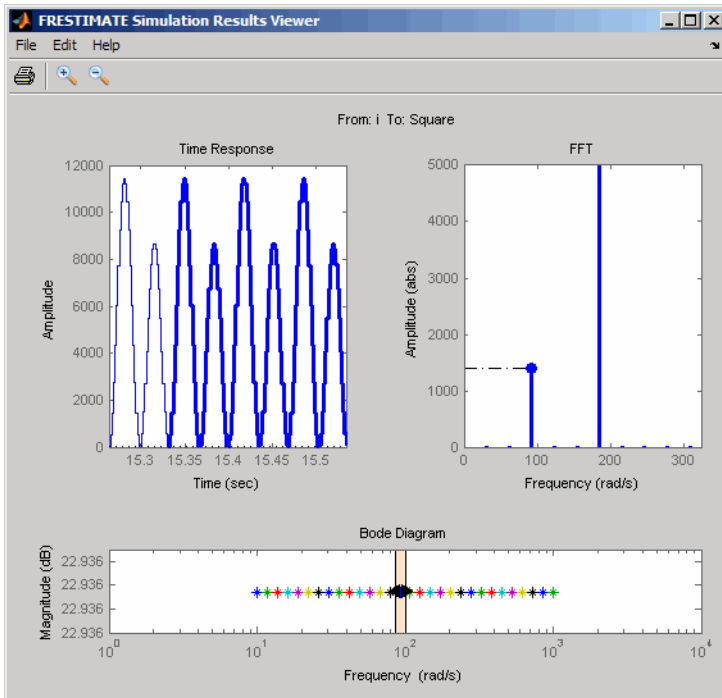 FRESTIMATE Simulation Results Viewer
File Edit Help
From: i To: Square
Time Response
12000
10000
8000
6000
4000
2000
0
Amplitude
15.3 15.35 15.4 15.45 15.5
Time (sec)
FFT
5000
4000
3000
2000
1000
0
Amplitude (abs)
0 100 200 300
Frequency (rad/s)
Bode Diagram
22.936
22.936
22.936
22.936
Magnitude (dB)
10^0 10^1 10^2 10^3 10^4
Frequency (rad/s)